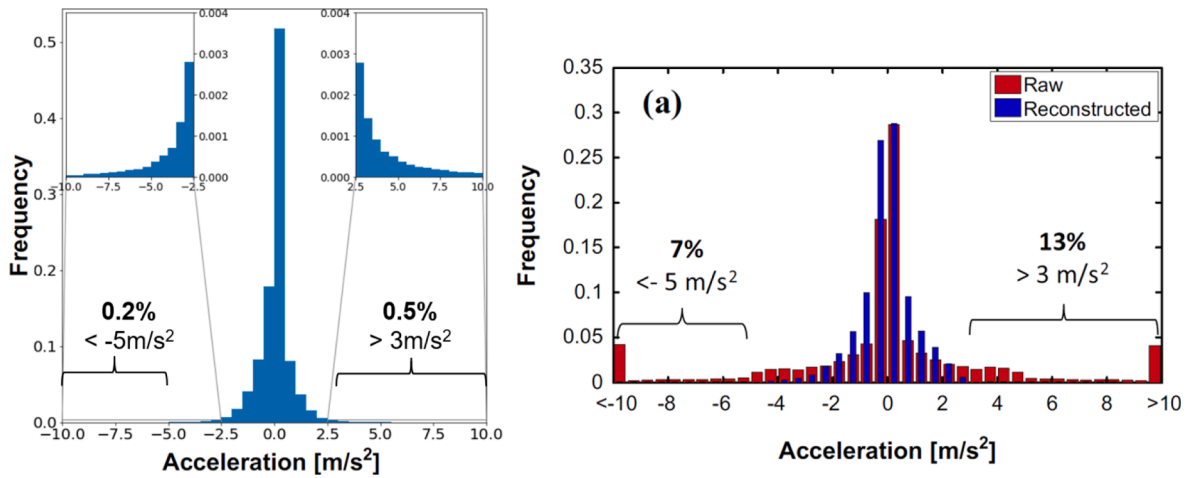 0.004
0.003
0.002
0.001
0.000
−10.0 −7.5 −5.0 −2.5
0.004
0.003
0.002
0.001
0.000
2.5 5.0 7.5 10.0
0.5
0.4
0.3
0.2
0.1
0.0
Frequency
0.2%
< -5m/s²
0.5%
> 3m/s²
−10.0 −7.5 −5.0 −2.5 0.0 2.5 5.0 7.5 10.0
Acceleration [m/s²]
0.35
0.3
0.25
0.2
0.15
0.1
0.05
0
Frequency
(a)
Raw
Reconstructed
7%
<- 5 m/s²
13%
> 3 m/s²
<-10 -8 -6 -4 -2 0 2 4 6 8 >10
Acceleration [m/s²]